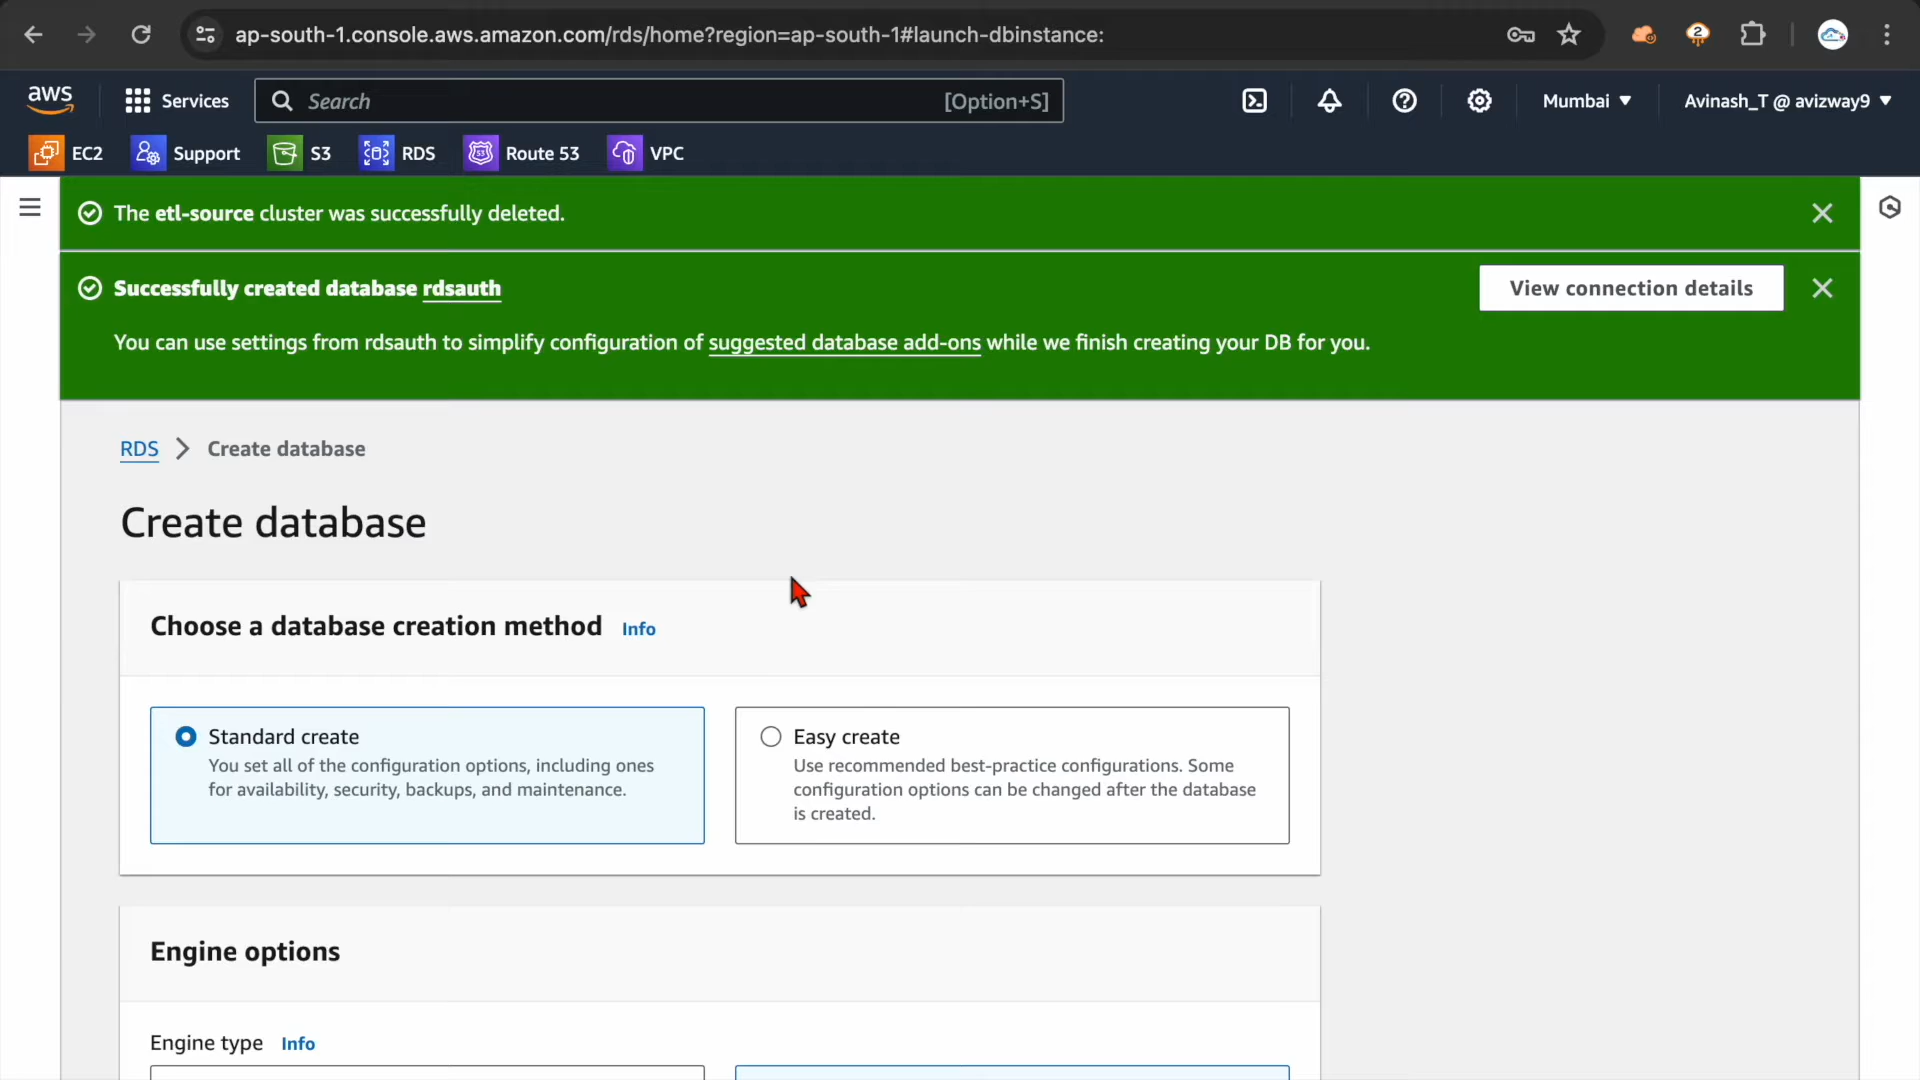 ap-south-1.console.aws.amazon.com/rds/home?region=ap-south-1#launch-dbinstance:
2
aws
Services
Search
[Option+S]
Mumbai
Avinash_T @ avizway9
EC2
Support
S3
RDS
Route 53
VPC
The etl-source cluster was successfully deleted.
Successfully created database rdsauth
View connection details
You can use settings from rdsauth to simplify configuration of suggested database add-ons while we finish creating your DB for you.
RDS
Create database
Create database
Choose a database creation method Info
Standard create
You set all of the configuration options, including ones
for availability, security, backups, and maintenance.
Easy create
Use recommended best-practice configurations. Some
configuration options can be changed after the database
is created.
Engine options
Engine type Info